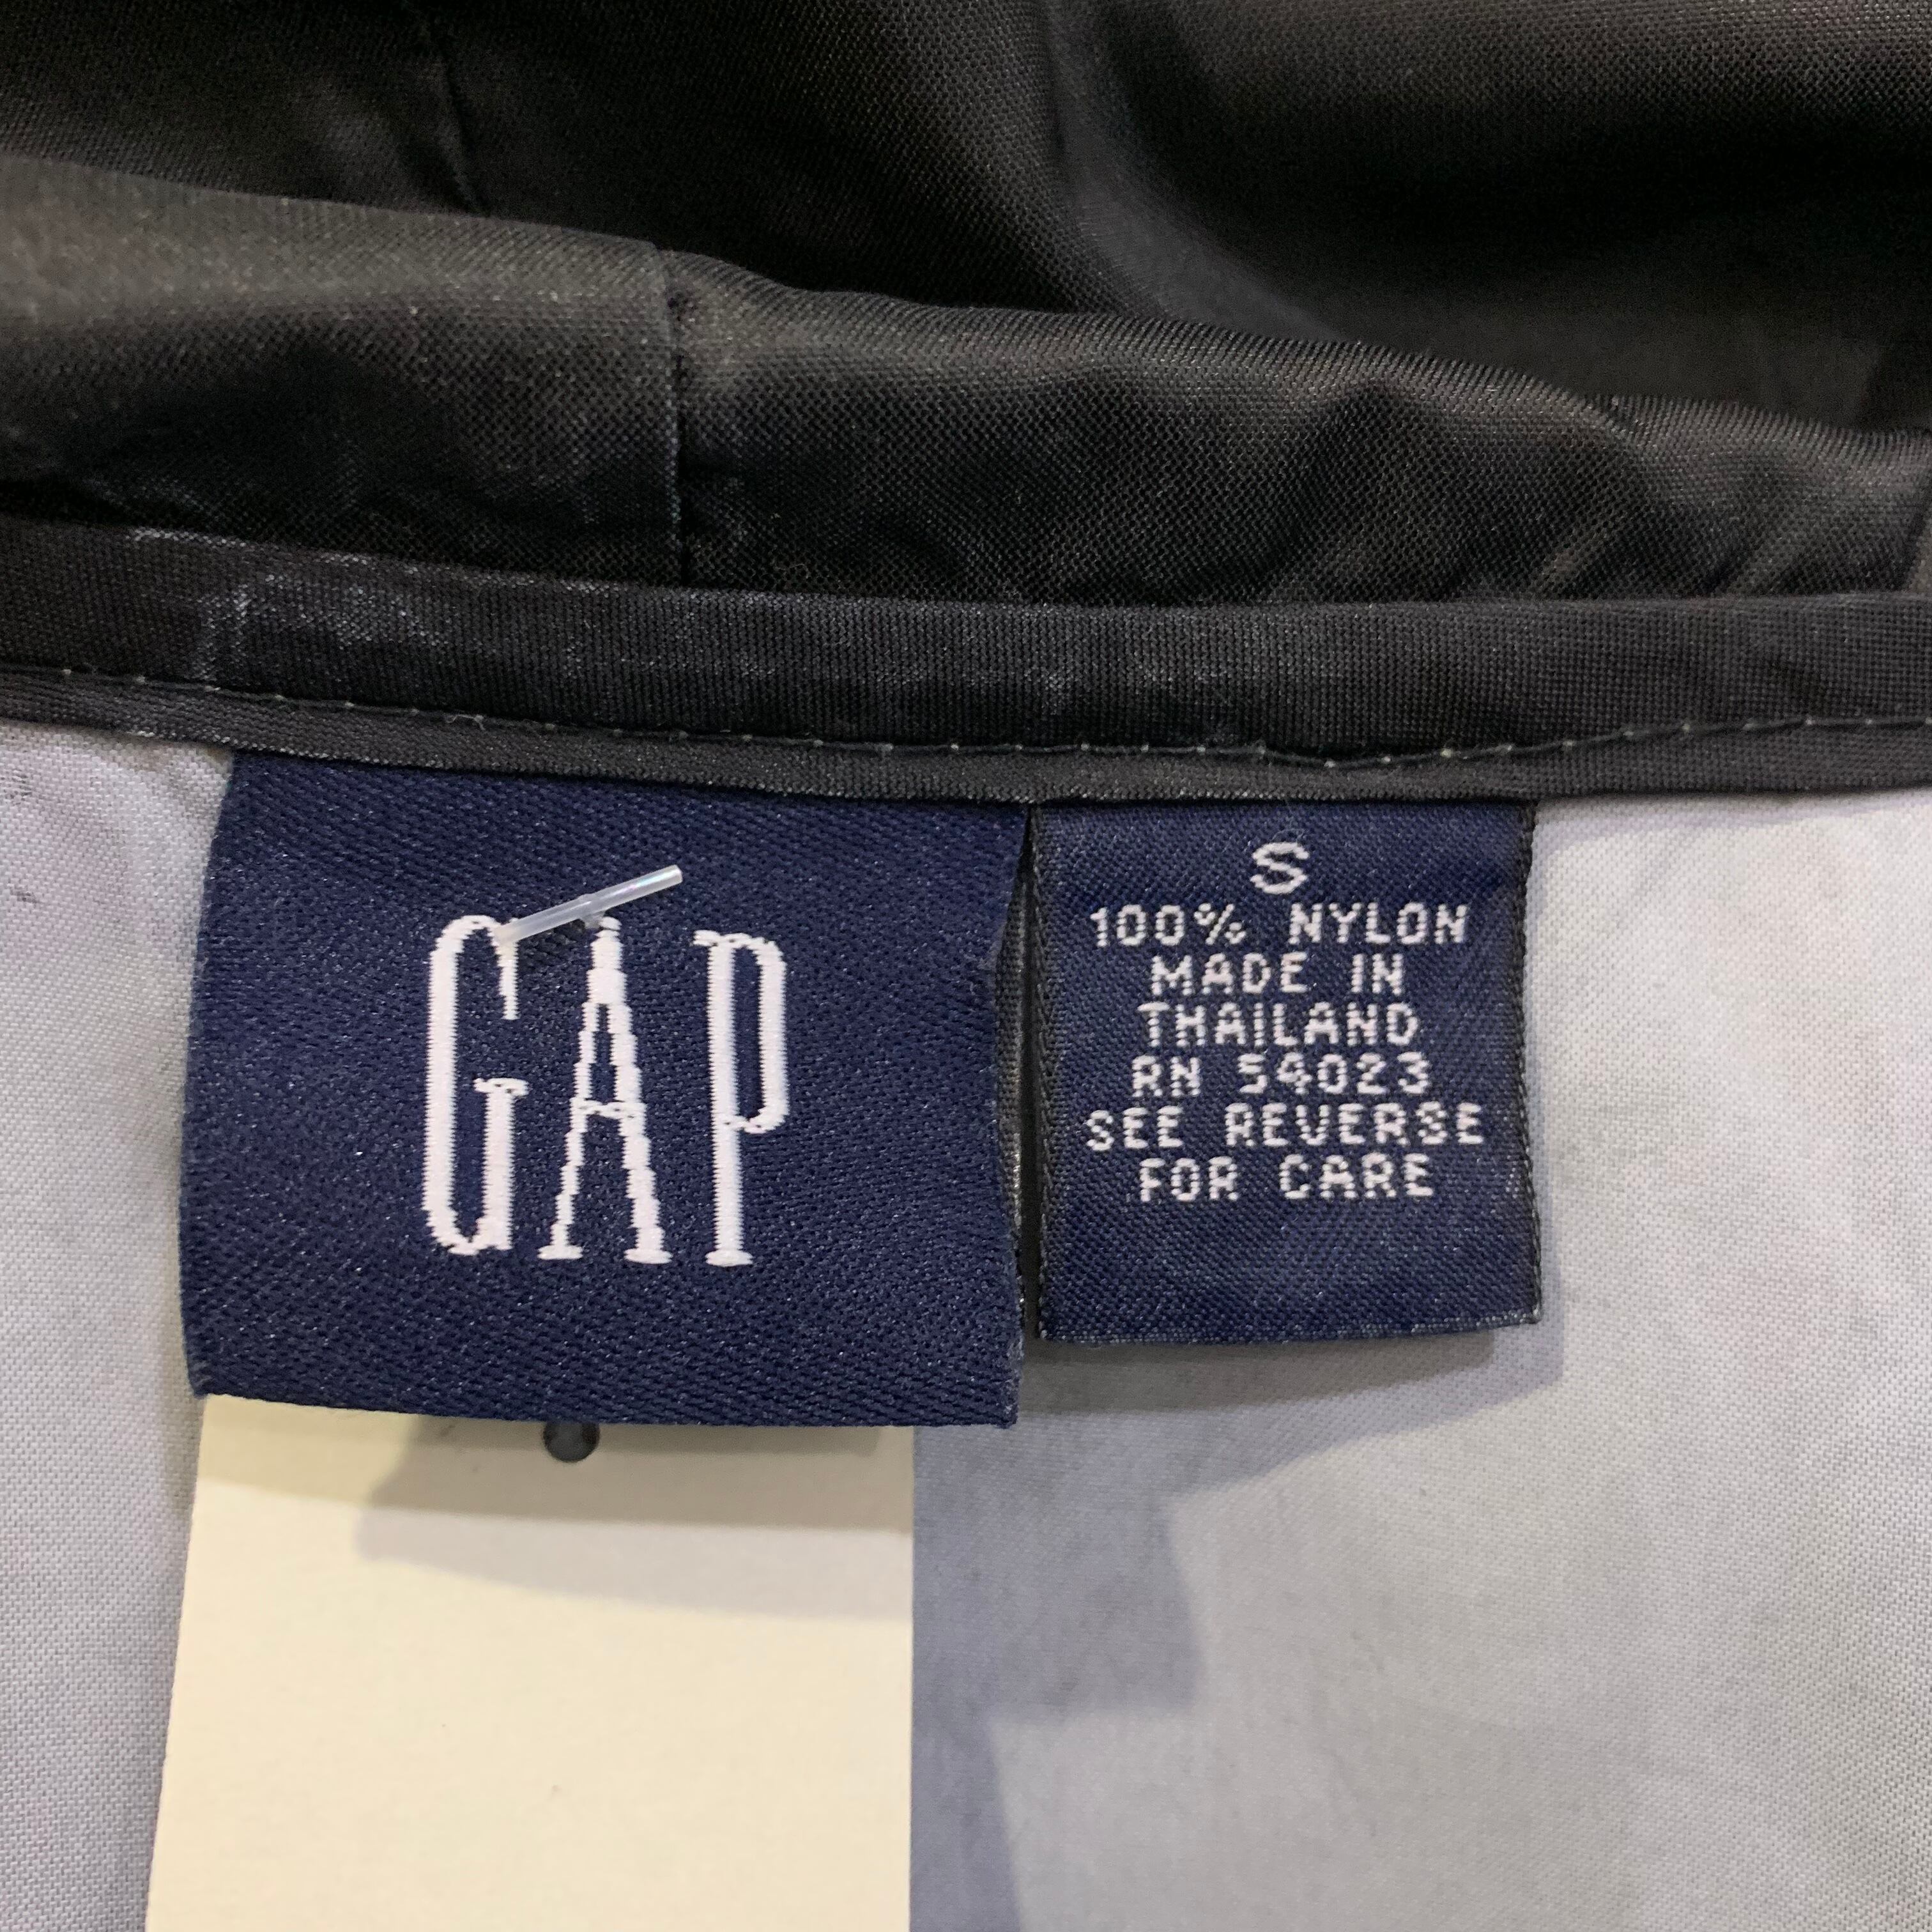 GAP
S
100% NYLON
MADE IN
THAILAND
RN 54023
SEE REVERSE
FOR CARE